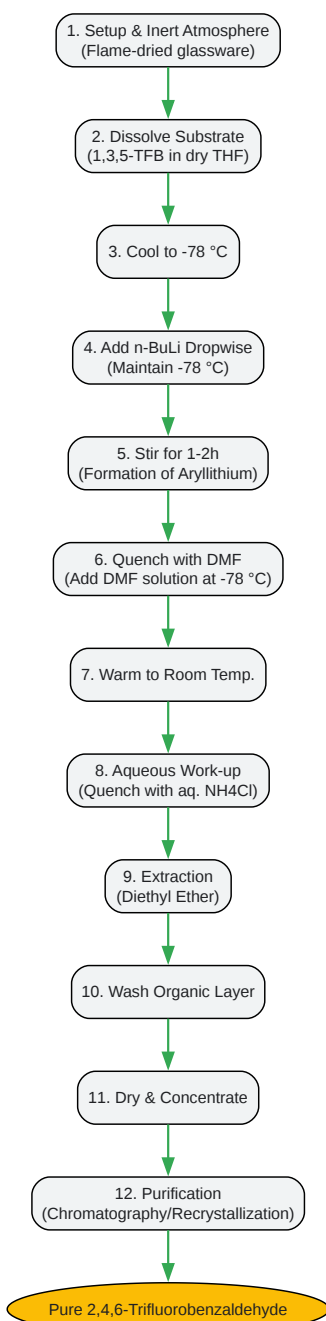 1. Setup & Inert Atmosphere
(Flame-dried glassware)
2. Dissolve Substrate
(1,3,5-TFB in dry THF)
3. Cool to -78 °C
4. Add n-BuLi Dropwise
(Maintain -78 °C)
5. Stir for 1-2h
(Formation of Aryllithium)
6. Quench with DMF
(Add DMF solution at -78 °C)
7. Warm to Room Temp.
8. Aqueous Work-up
(Quench with aq. NH4Cl)
9. Extraction
(Diethyl Ether)
10. Wash Organic Layer
11. Dry & Concentrate
12. Purification
(Chromatography/Recrystallization)
Pure 2,4,6-Trifluorobenzaldehyde